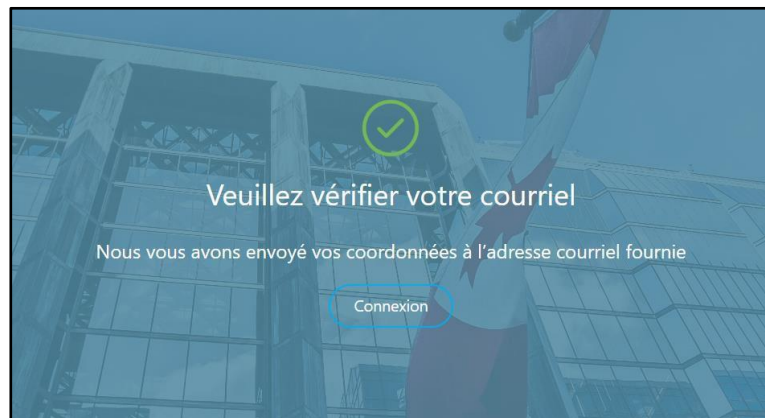 Veuillez vérifier votre courriel
Nous vous avons envoyé vos coordonnées à l’adresse courriel fournie
Connexion